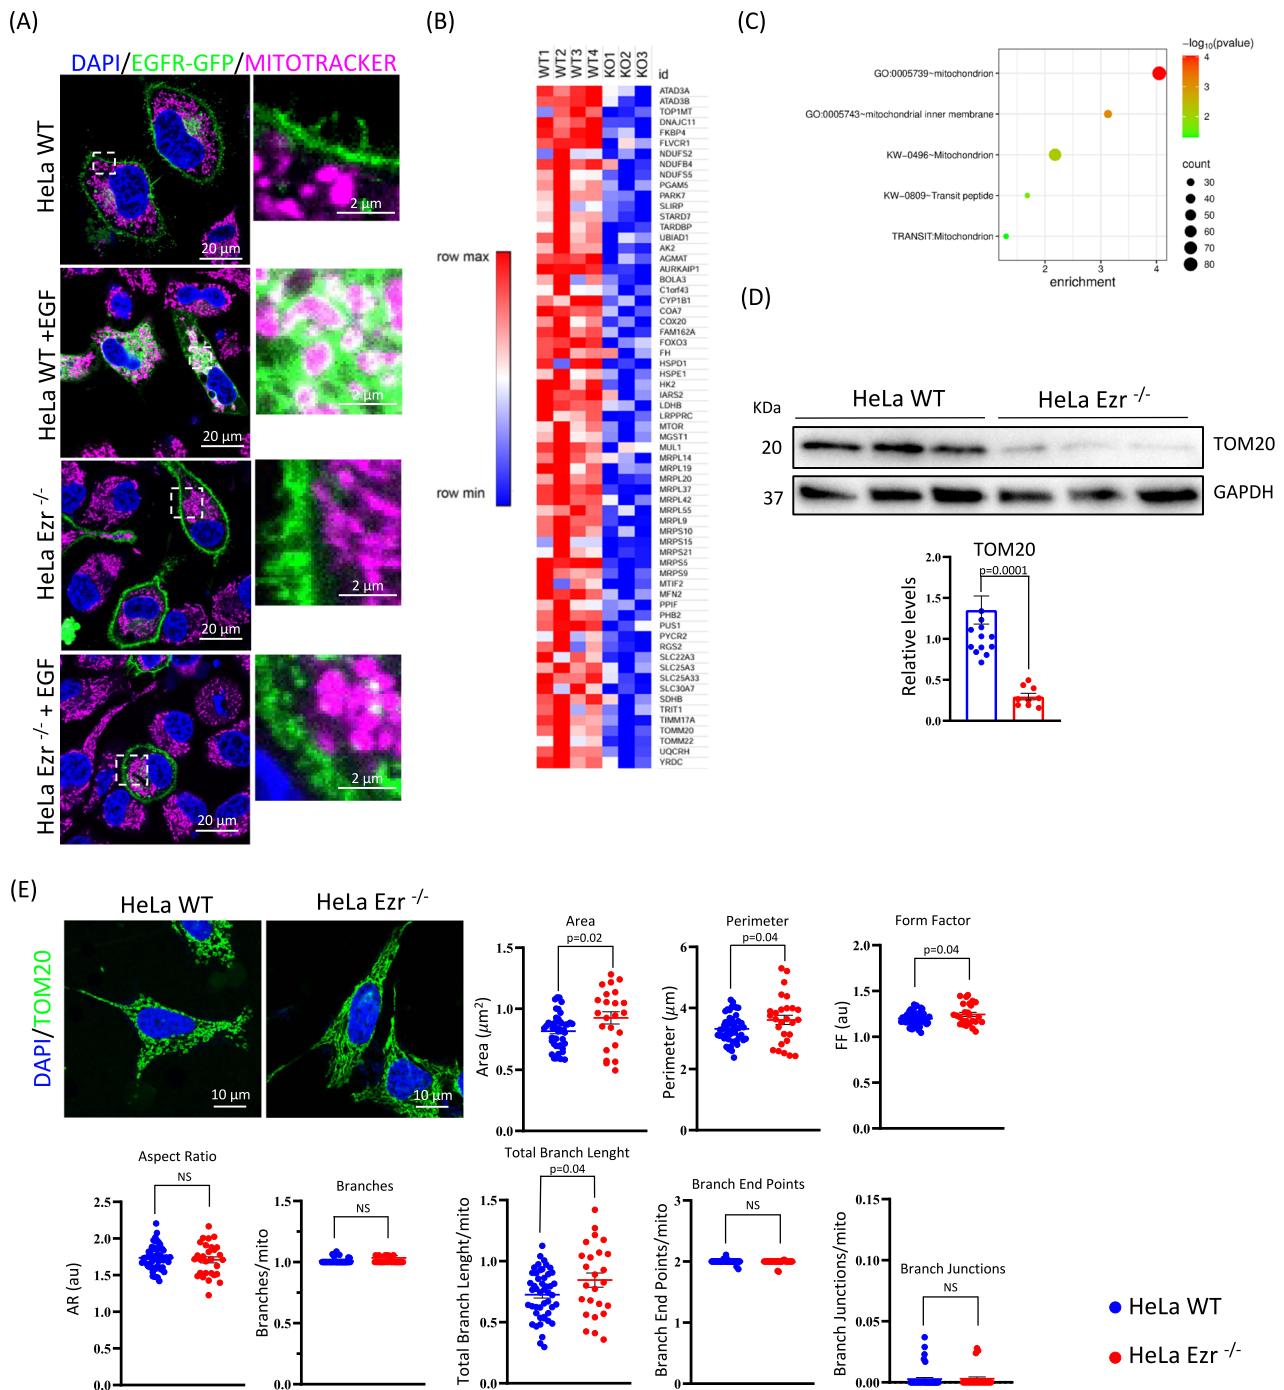 (A)
DAPI/EGFR-GFP/MITOTRACKER
HeLa WT
20 µm
2 µm
HeLa WT +EGF
20 µm
2 µm
HeLa Ezr -/-
20 µm
2 µm
HeLa Ezr -/- + EGF
20 µm
2 µm
(B)
row max
row min
WT1 WT2 WT3 WT4 KO1 KO2 KO3
id
ATAD3A
ATAD3B
TOP1MT
DNAJC11
FKBP4
FLVCR1
NDUFS2
NDUFB4
NDUFS5
PGAM5
PARK7
SLIRP
STARD7
TARDBP
UBIAD1
AK2
AGMAT
AURKAIP1
BOLA3
C1orf43
CYP1B1
COA7
COX20
FAM162A
FOXO3
FH
HSPD1
HSPE1
HK2
IARS2
LDHB
LRPPRC
MTOR
MGST1
MUL1
MRPL14
MRPL19
MRPL20
MRPL37
MRPL42
MRPL55
MRPL9
MRPS10
MRPS15
MRPS21
MRPS5
MRPS9
MTIF2
MFN2
PPIF
PHB2
PUS1
PYCR2
RGS2
SLC22A3
SLC25A3
SLC25A33
SLC30A7
SDHB
TRIT1
TIMM17A
TOMM20
TOMM22
UQCRH
YRDC
(C)
GO:0005739~mitochondrion
GO:0005743~mitochondrial inner membrane
KW-0496~Mitochondrion
KW-0809~Transit peptide
TRANSIT:Mitochondrion
2 3 4
enrichment
−log10(pvalue)
4
3
2
count
30
40
50
60
70
80
(D)
KDa
HeLa WT
HeLa Ezr -/-
20
TOM20
37
GAPDH
TOM20
p=0.0001
Relative levels
2.0
1.5
1.0
0.5
0.0
(E)
HeLa WT
HeLa Ezr -/-
DAPI/TOM20
10 µm
10 µm
Area
p=0.02
Area (µm2)
1.5
1.0
0.5
0.0
Perimeter
p=0.04
Perimeter (µm)
6
4
2
0
Form Factor
p=0.04
FF (au)
2.0
1.5
1.0
0.5
0.0
Aspect Ratio
NS
AR (au)
2.5
2.0
1.5
1.0
0.5
0.0
Branches
NS
Branches/mito
1.5
1.0
0.5
0.0
Total Branch Lenght
p=0.04
Total Branch Lenght/mito
1.5
1.0
0.5
0.0
Branch End Points
NS
Branch End Points/mito
3
2
1
0
Branch Junctions
NS
Branch Junctions/mito
0.15
0.10
0.05
0.00
HeLa WT
HeLa Ezr -/-